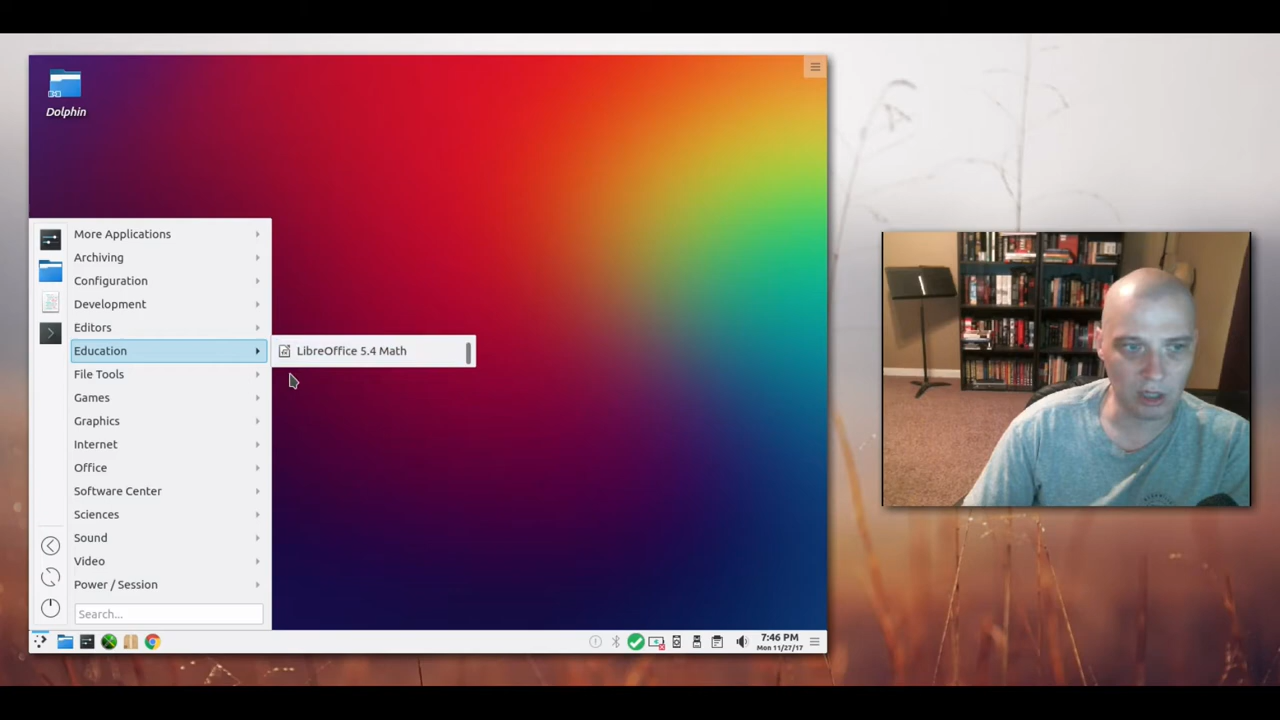 Dolphin
More Applications
Archiving
Configuration
Development
Editors
Education
LibreOffice 5.4 Math
File Tools
Games
Graphics
Internet
Office
Software Center
Sciences
Sound
Video
Power / Session
Search...
7:46 PM
Mon 11/27/17